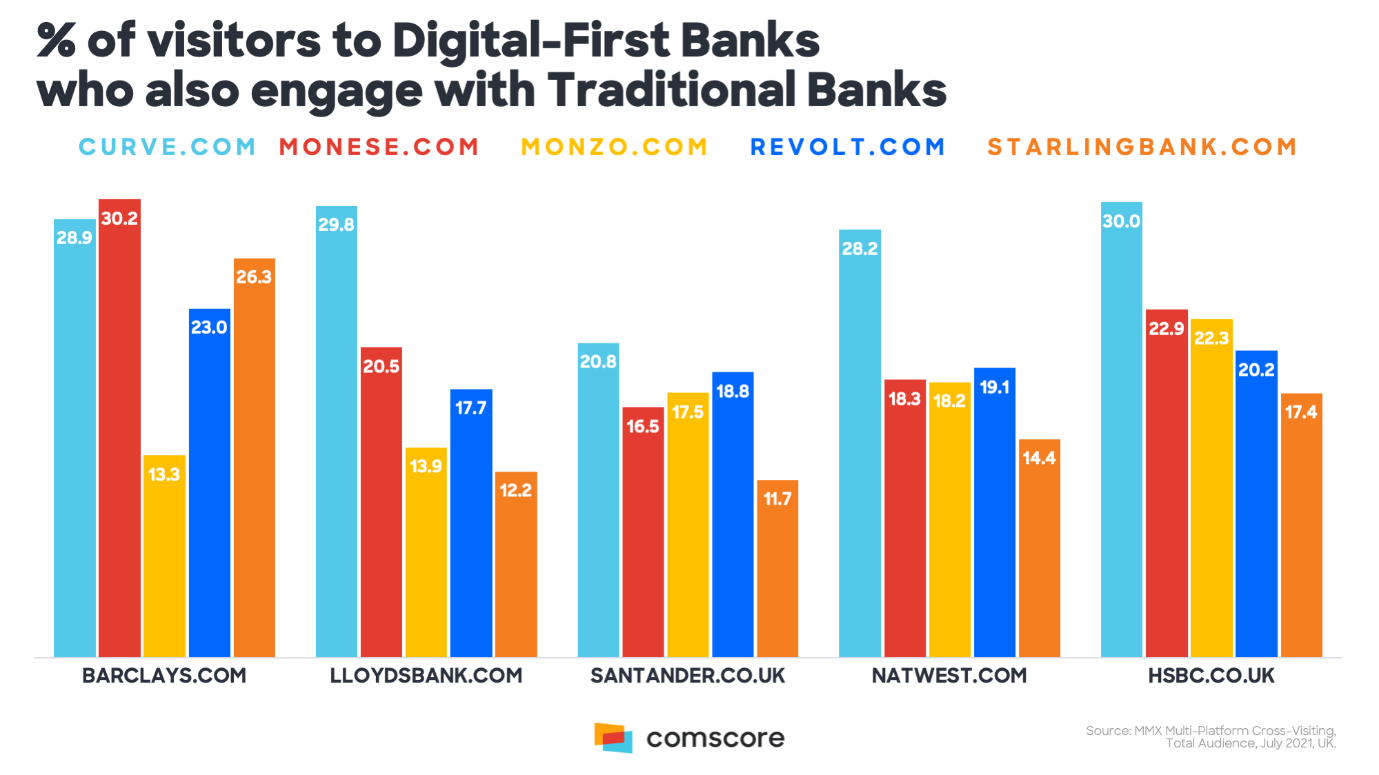 % of visitors to Digital-First Banks
who also engage with Traditional Banks
CURVE.COM MONESE.COM MONZO.COM REVOLT.COM STARLINGBANK.COM
28.9 30.2 13.3 23.0 26.3
29.8 20.5 13.9 17.7 12.2
20.8 16.5 17.5 18.8 11.7
28.2 18.3 18.2 19.1 14.4
30.0 22.9 22.3 20.2 17.4
BARCLAYS.COM LLOYDSBANK.COM SANTANDER.CO.UK NATWEST.COM HSBC.CO.UK
comscore
Source: MMX Multi-Platform Cross-Visiting,
Total Audience, July 2021, UK.